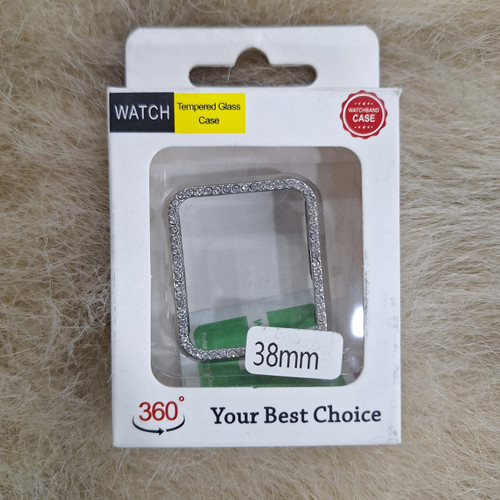 WATCH
Tempered Glass
Case
WATCHBAND
CASE
38mm
360°
Your Best Choice